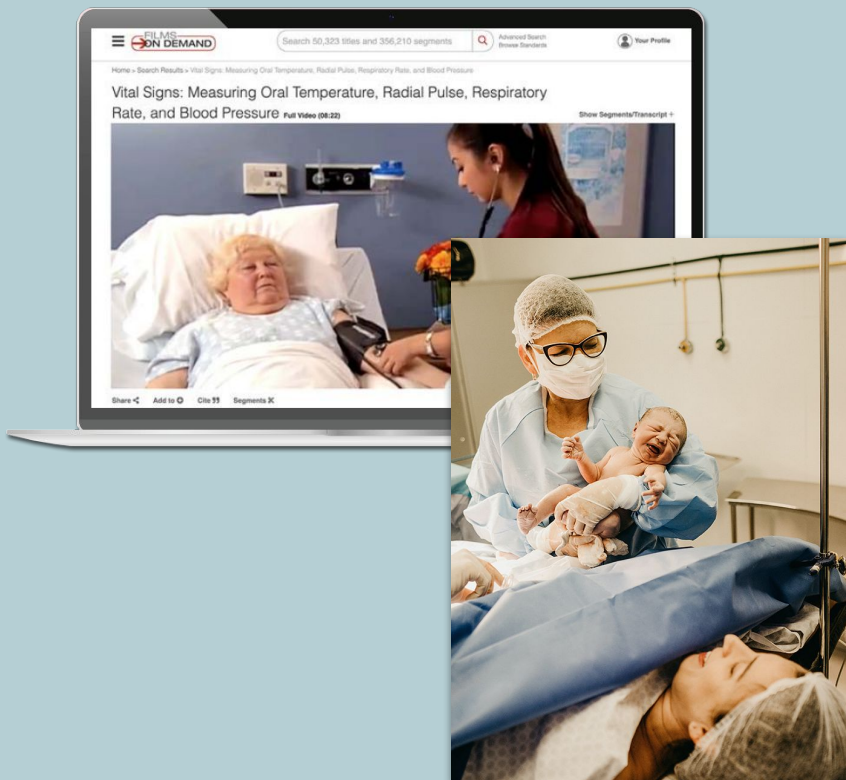 FILMS
ON DEMAND
Search 50,323 titles and 356,210 segments
Advanced Search
Browse Standards
Your Profile
Home » Search Results » Vital Signs: Measuring Oral Temperature, Radial Pulse, Respiratory Rate, and Blood Pressure
Vital Signs: Measuring Oral Temperature, Radial Pulse, Respiratory
Rate, and Blood Pressure Full Video (08:22)
Show Segments/Transcript +
Share
Add to
Cite
Segments